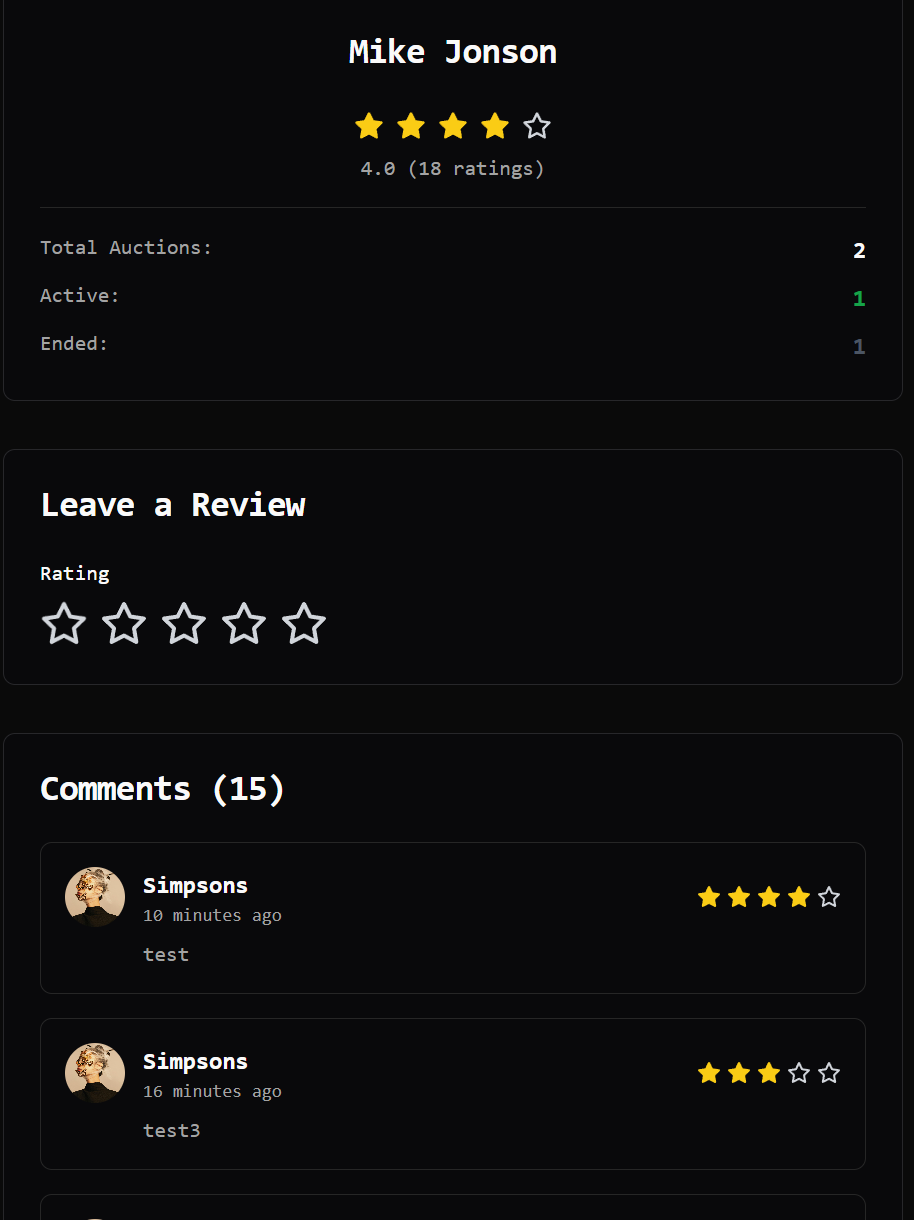 Mike Jonson
4.0 (18 ratings)
Total Auctions: 2
Active: 1
Ended: 1
Leave a Review
Rating
Comments (15)
Simpsons
10 minutes ago
test
Simpsons
16 minutes ago
test3